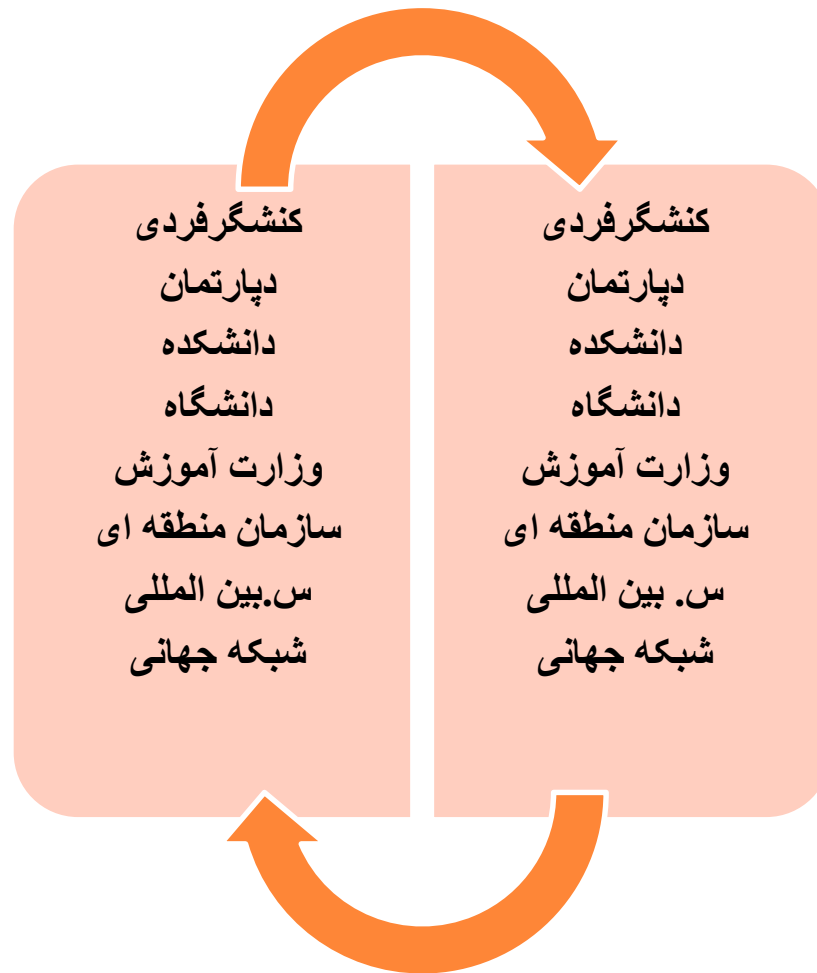 کنشگرفردی
دپارتمان
دانشکده
دانشگاه
وزارت آموزش
سازمان منطقه ای
س. بین المللی
شبکه جهانی
کنشگرفردی
دپارتمان
دانشکده
دانشگاه
وزارت آموزش
سازمان منطقه ای
س.بین المللی
شبکه جهانی